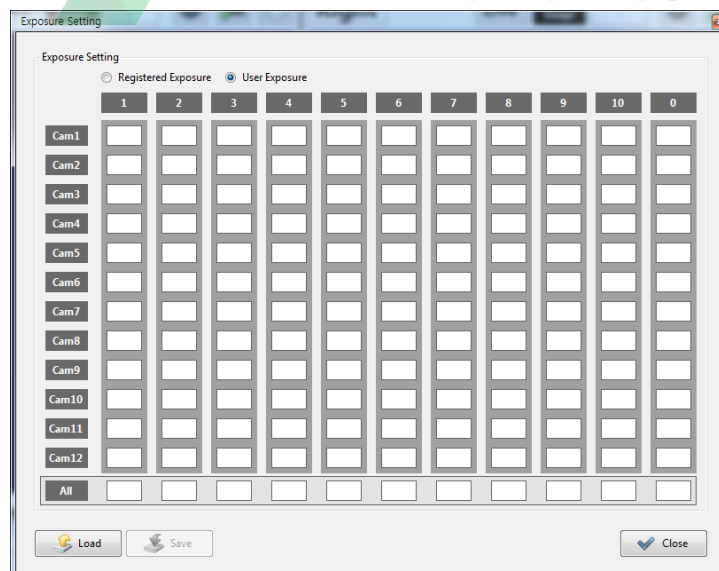 Exposure Setting
Exposure Setting
Registered Exposure User Exposure
1 2 3 4 5 6 7 8 9 10 0
Cam1
Cam2
Cam3
Cam4
Cam5
Cam6
Cam7
Cam8
Cam9
Cam10
Cam11
Cam12
All
Load Save Close